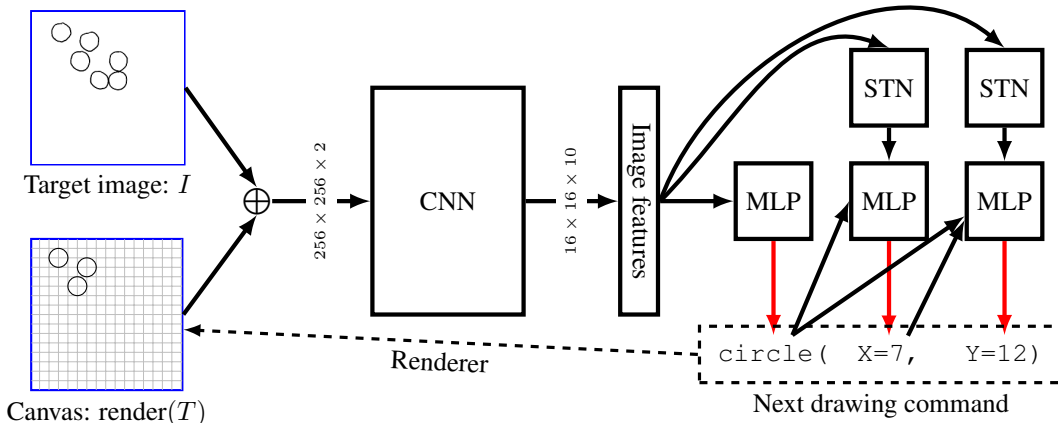 Target image: I
Canvas: render(T)
256 × 256 × 2
CNN
16 × 16 × 10
Image features
STN
STN
MLP
MLP
MLP
circle( X=7, Y=12)
Renderer
Next drawing command